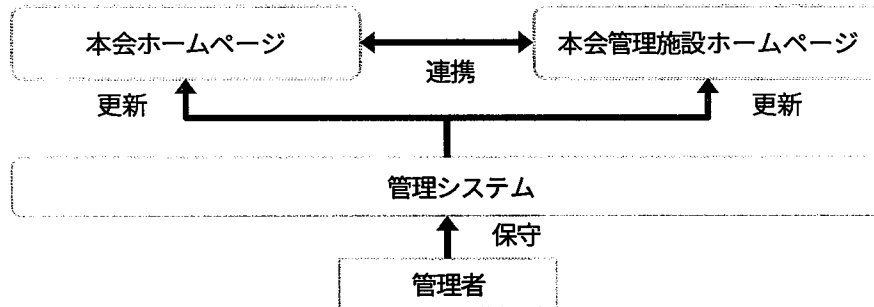 本会ホームページ
本会管理施設ホームページ
連携
更新
更新
管理システム
保守
管理者